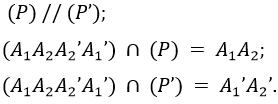 (P) // (P’);
(A₁A₂A₂’A₁’) ∩ (P) = A₁A₂;
(A₁A₂A₂’A₁’) ∩ (P’) = A₁’A₂’.